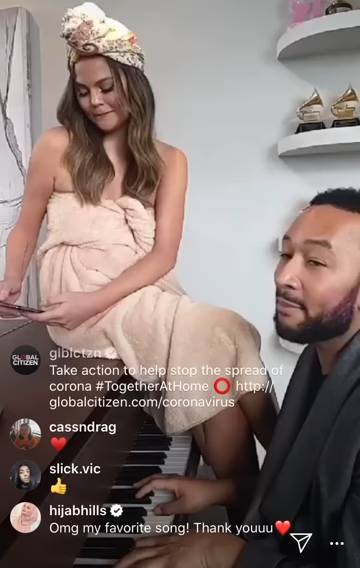 GLOBAL
CITIZEN
glblctzn
Take action to help stop the spread of
corona #TogetherAtHome ⭕ http://
globalcitizen.com/coronavirus
cassndrag
❤️
slick.vic
👍
hijabhills
Omg my favorite song! Thank youuu❤️